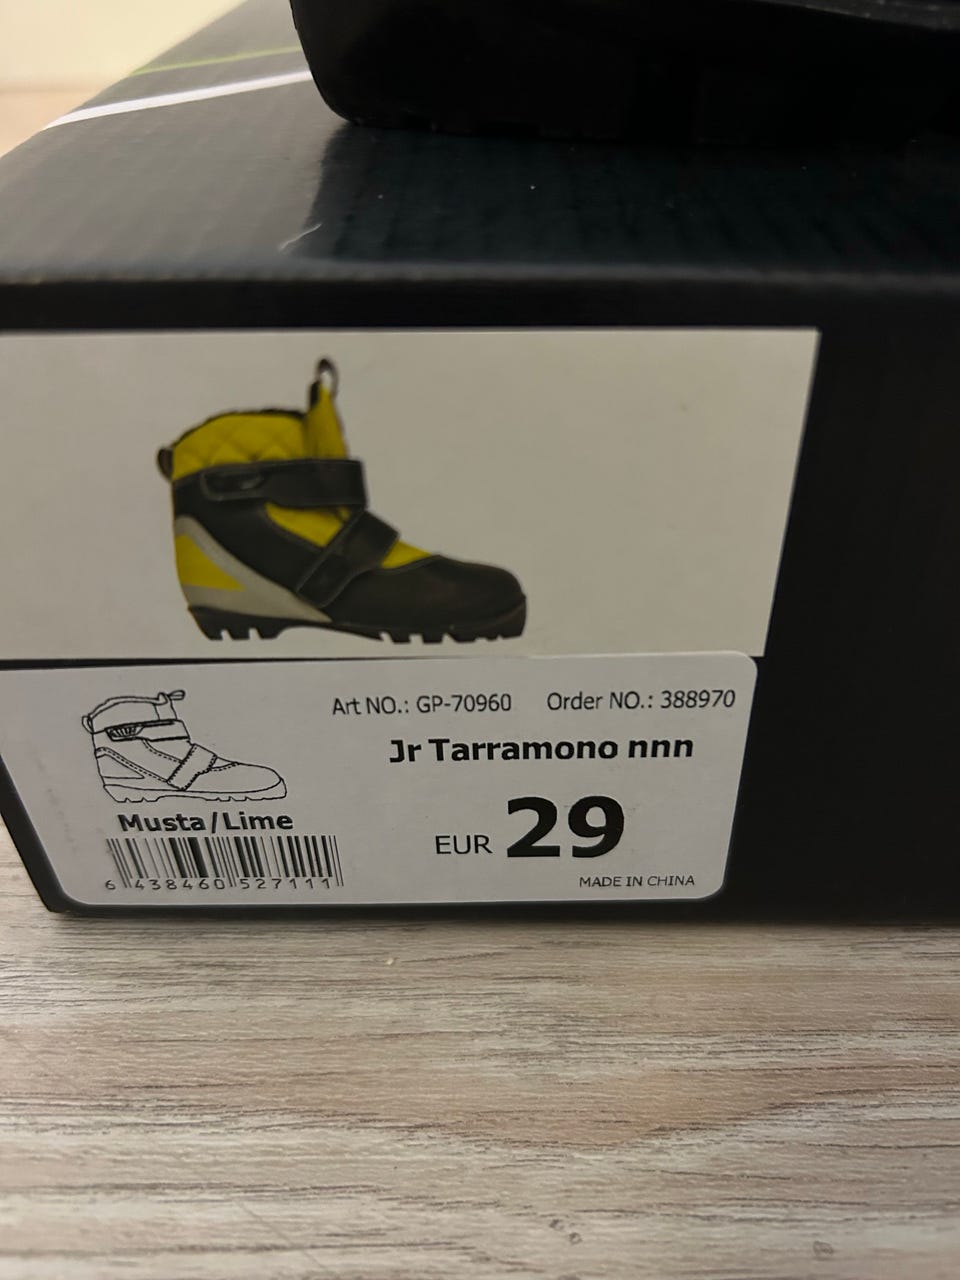 Art NO.: GP-70960 Order NO.: 388970
Jr Tarramono nnn
Musta/Lime
EUR 29
6 438460 527111
MADE IN CHINA